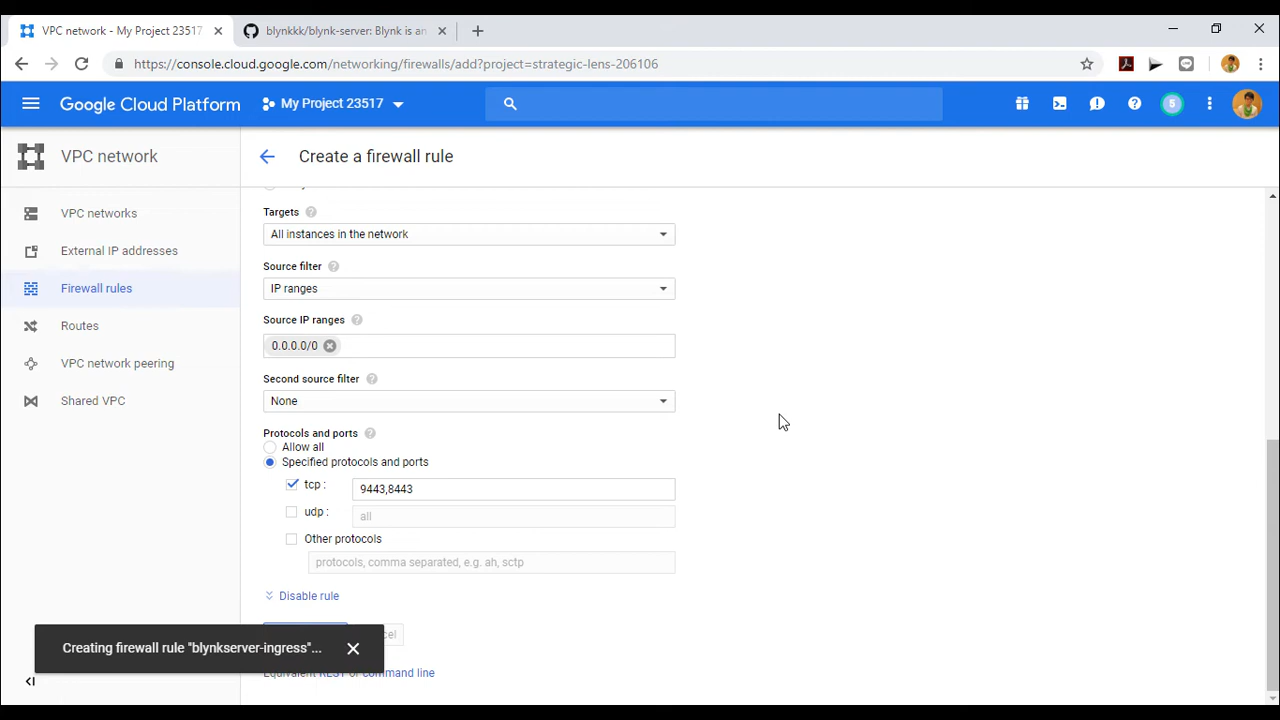 VPC network - My Project 23517
blynkkk/blynk-server: Blynk is an
https://console.cloud.google.com/networking/firewalls/add?project=strategic-lens-206106
Google Cloud Platform
My Project 23517
5
VPC network
Create a firewall rule
VPC networks
External IP addresses
Firewall rules
Routes
VPC network peering
Shared VPC
Targets
All instances in the network
Source filter
IP ranges
Source IP ranges
0.0.0.0/0
Second source filter
None
Protocols and ports
Allow all
Specified protocols and ports
tcp :
9443,8443
udp :
all
Other protocols
protocols, comma separated, e.g. ah, sctp
Disable rule
Creating firewall rule "blynkserver-ingress"...
Equivalent REST or command line